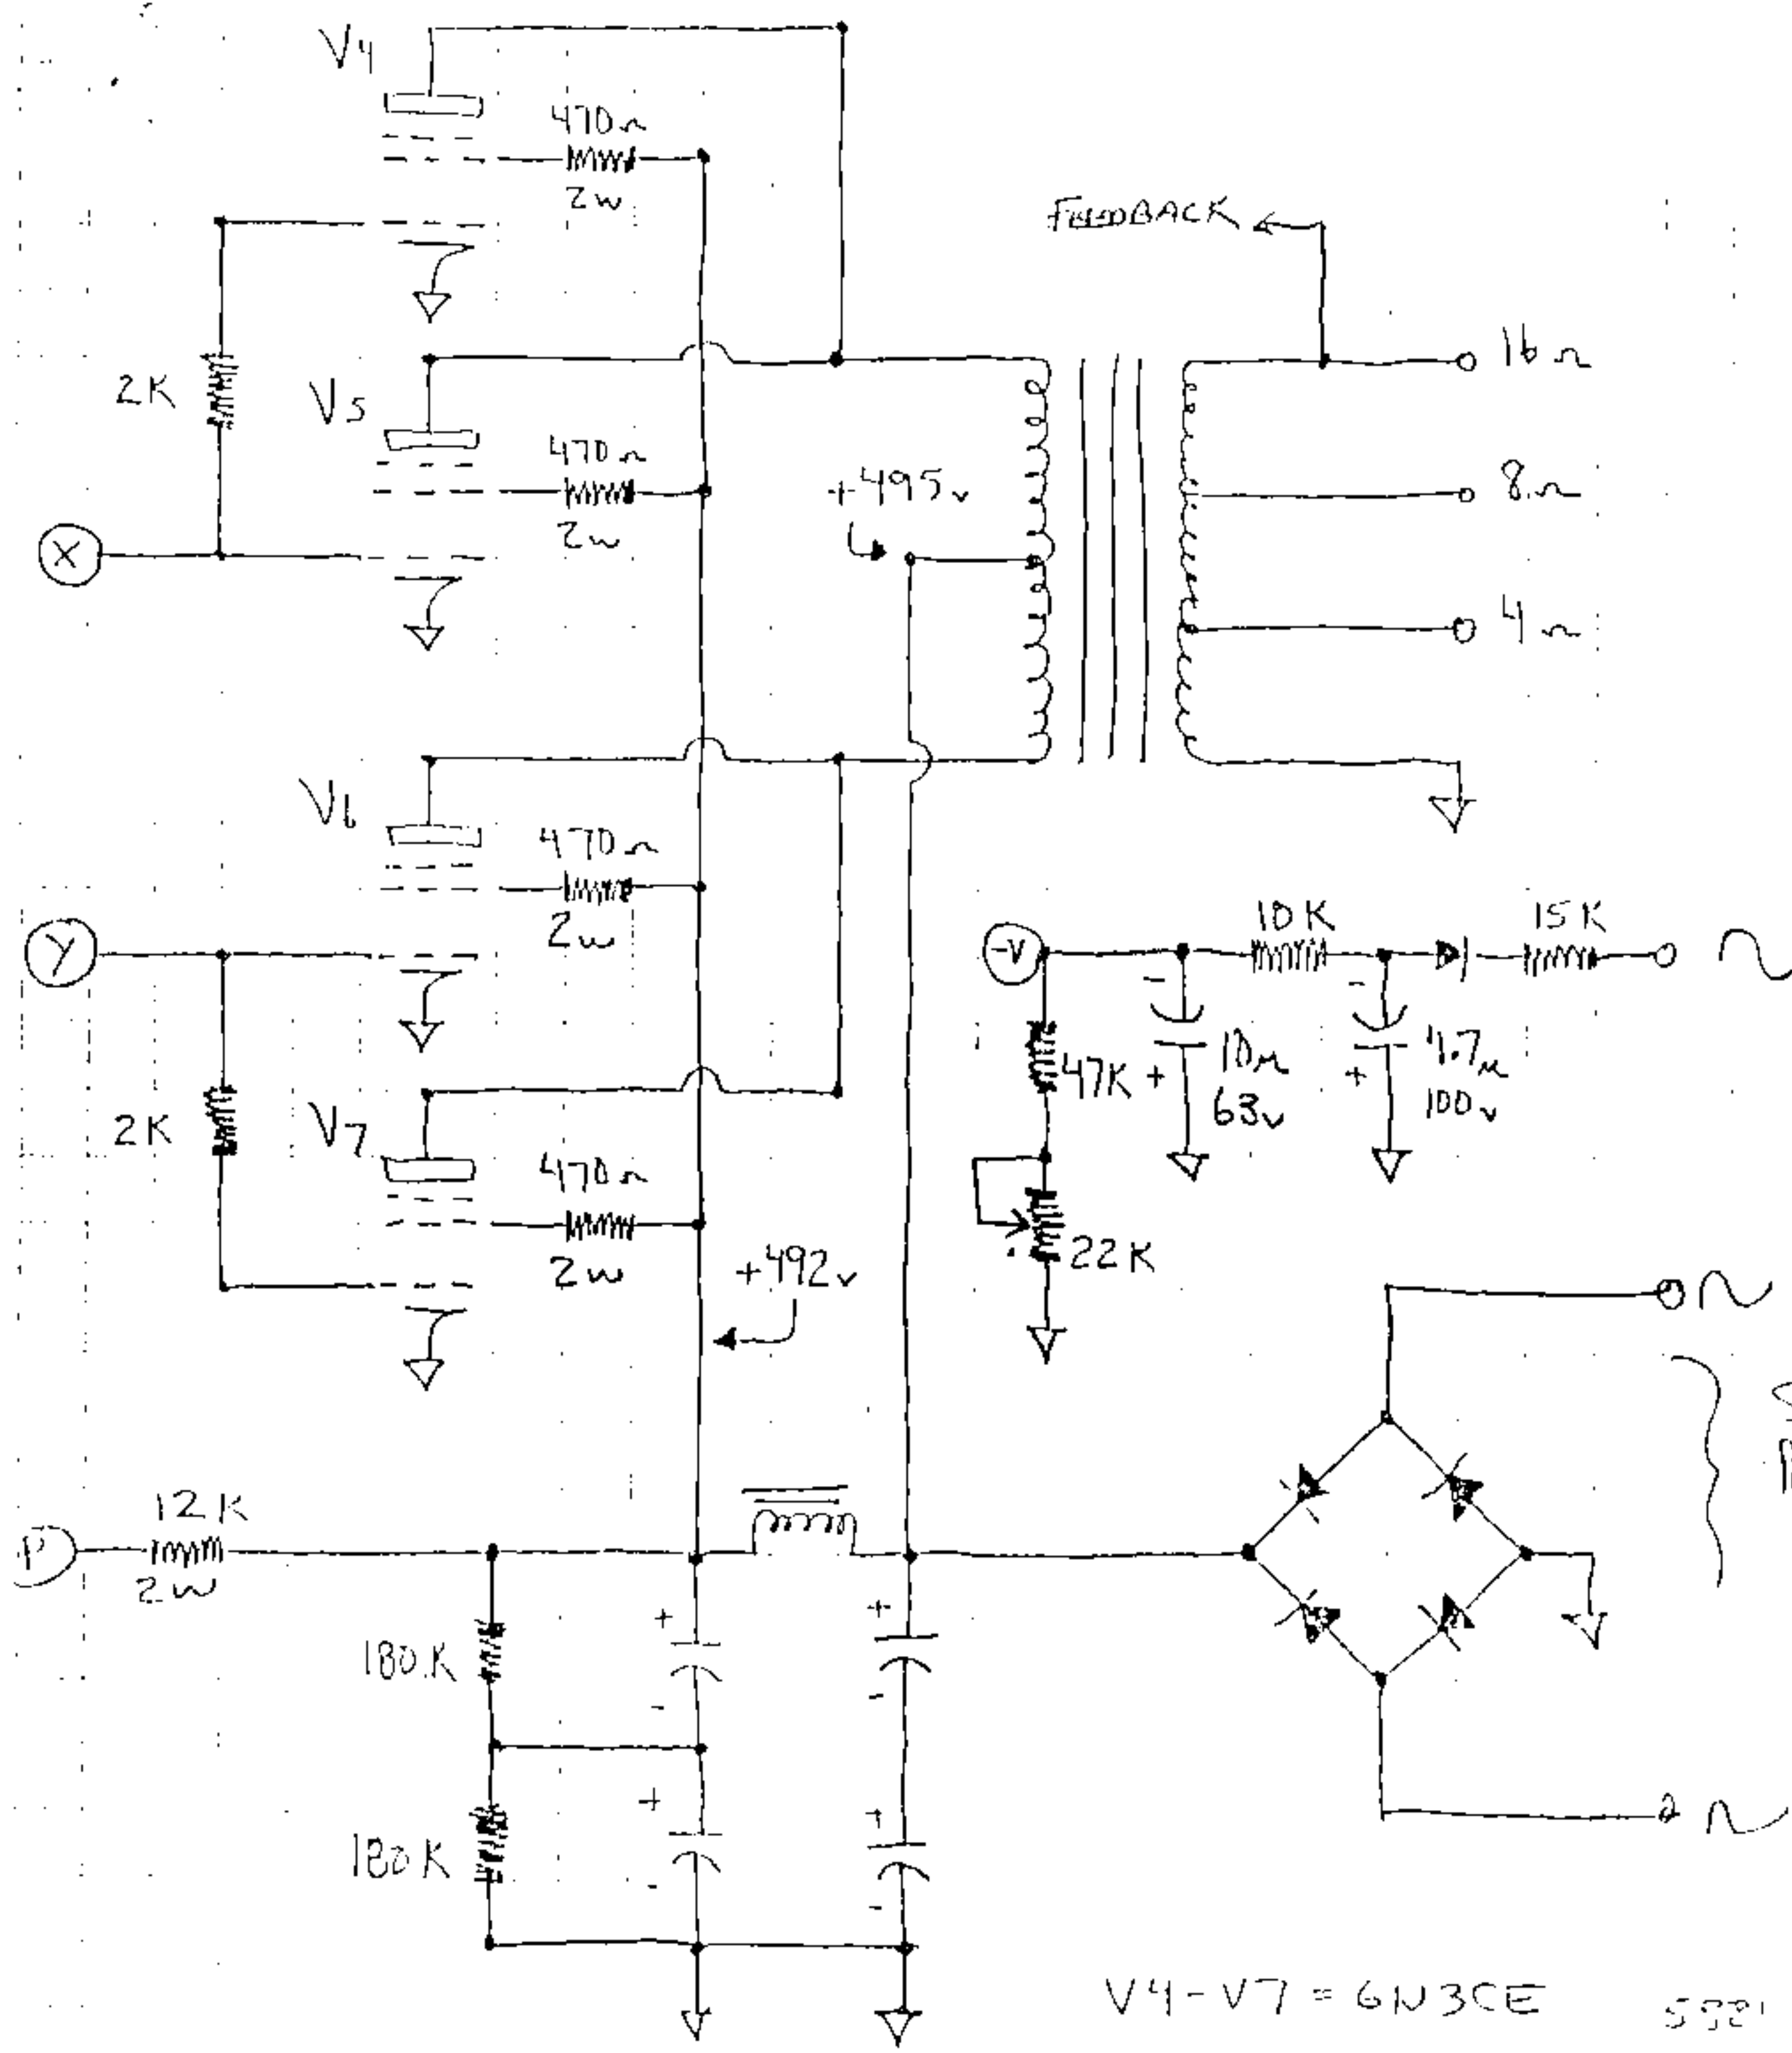 V4
470Ω
2W
FEEDBACK
16Ω
2K
V5
470Ω
2W
+495v
8Ω
X
4Ω
V6
470Ω
2W
Y
-V
10K
15K
47K
+
10μ
63v
-
+
4.7μ
100v
-
2K
V7
470Ω
2W
22K
+492v
P
12K
2W
180K
+
-
+
-
180K
+
-
+
-
V4-V7 = 6N3CE